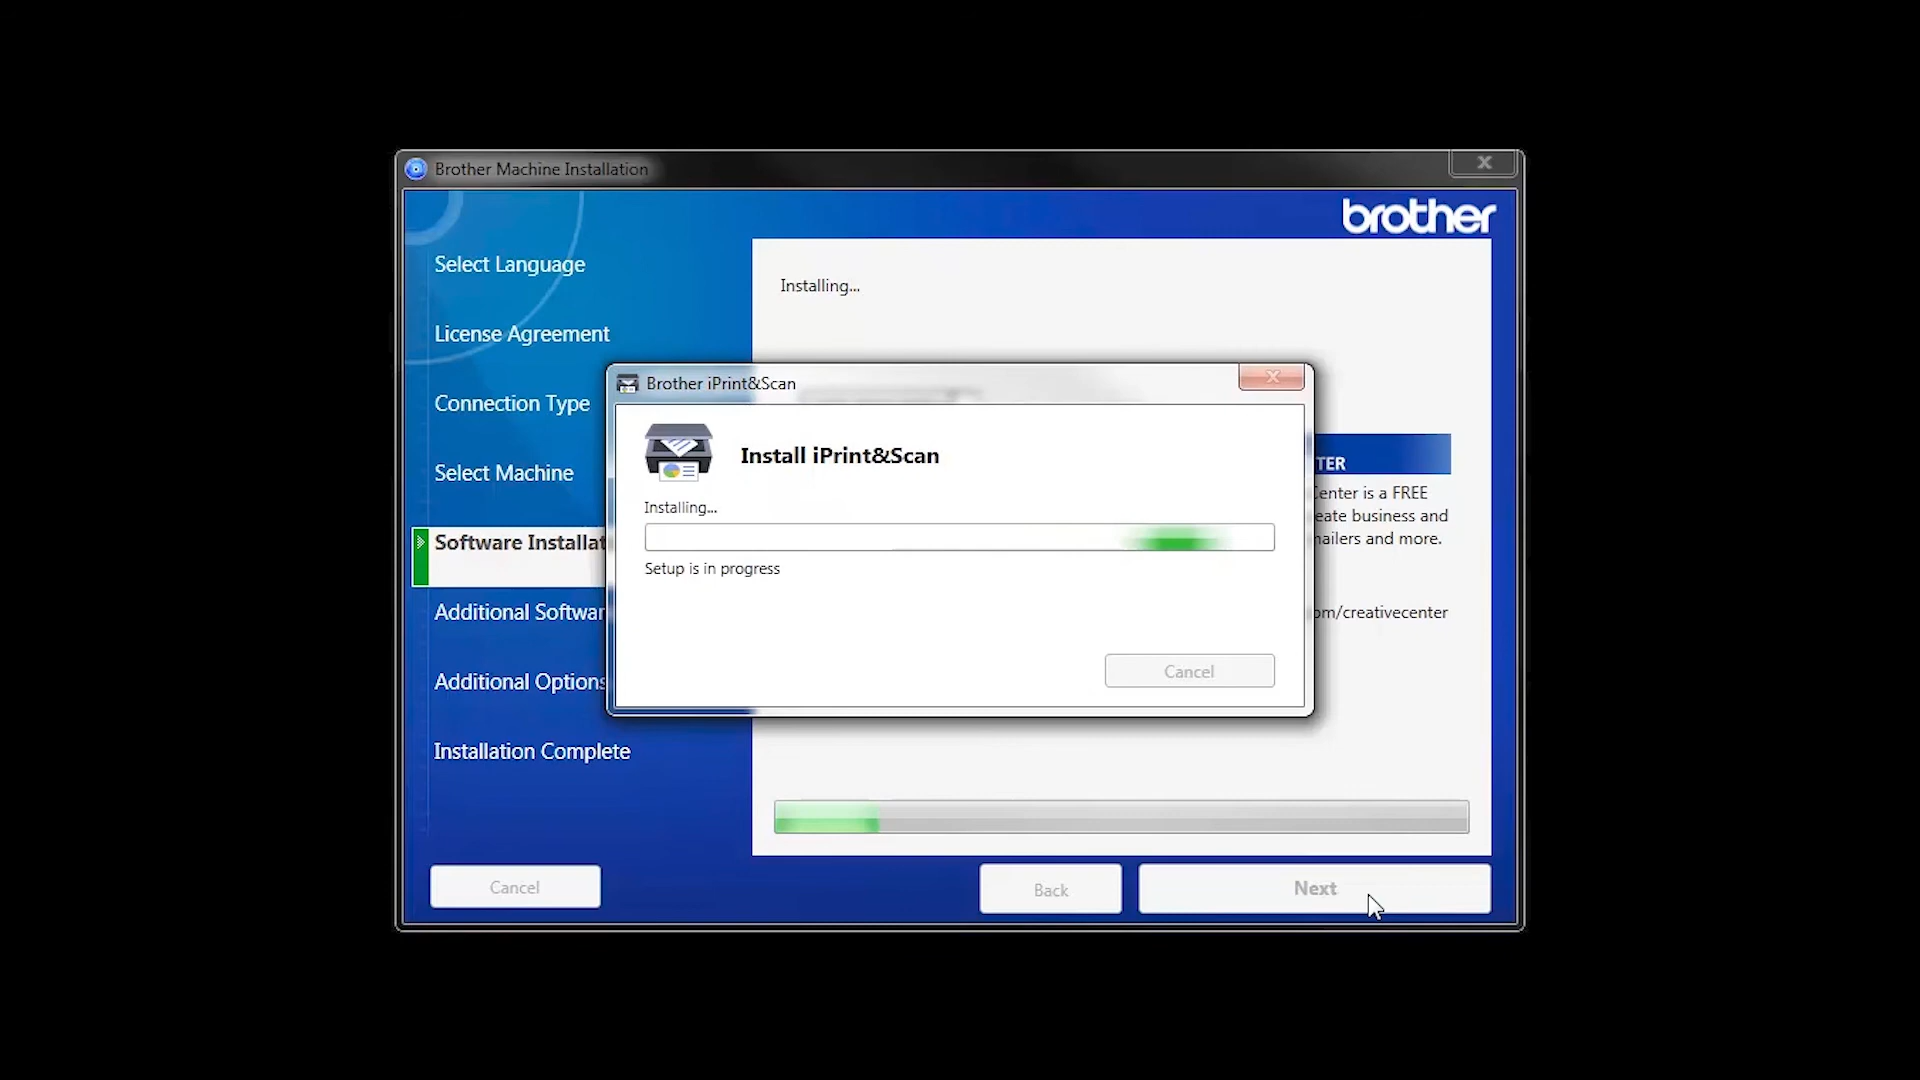 Brother Machine Installation
X
brother
Select Language
License Agreement
Connection Type
Select Machine
Software Installat
Additional Softwar
Additional Options
Installation Complete
Installing...
Brother iPrint&Scan
X
Install iPrint&Scan
Installing...
Setup is in progress
Cancel
TER
Center is a FREE
eate business and
mailers and more.
om/creativecenter
Cancel
Back
Next